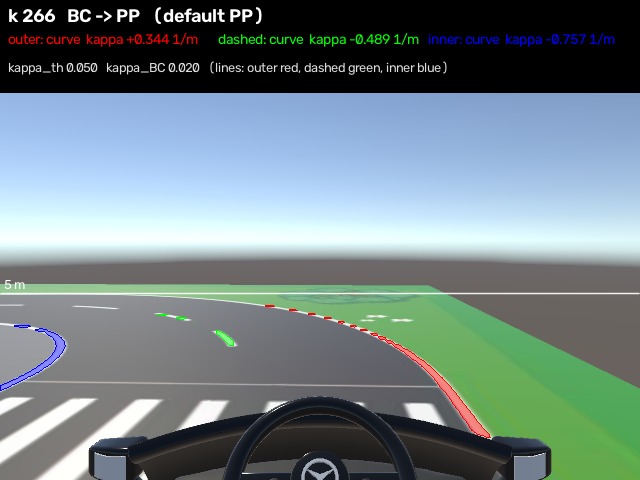 k 266 BC -> PP (default PP)
outer: curve kappa +0.344 1/m dashed: curve kappa -0.489 1/m inner: curve kappa -0.757 1/m
kappa_th 0.050 kappa_BC 0.020 (lines: outer red, dashed green, inner blue)
5 m